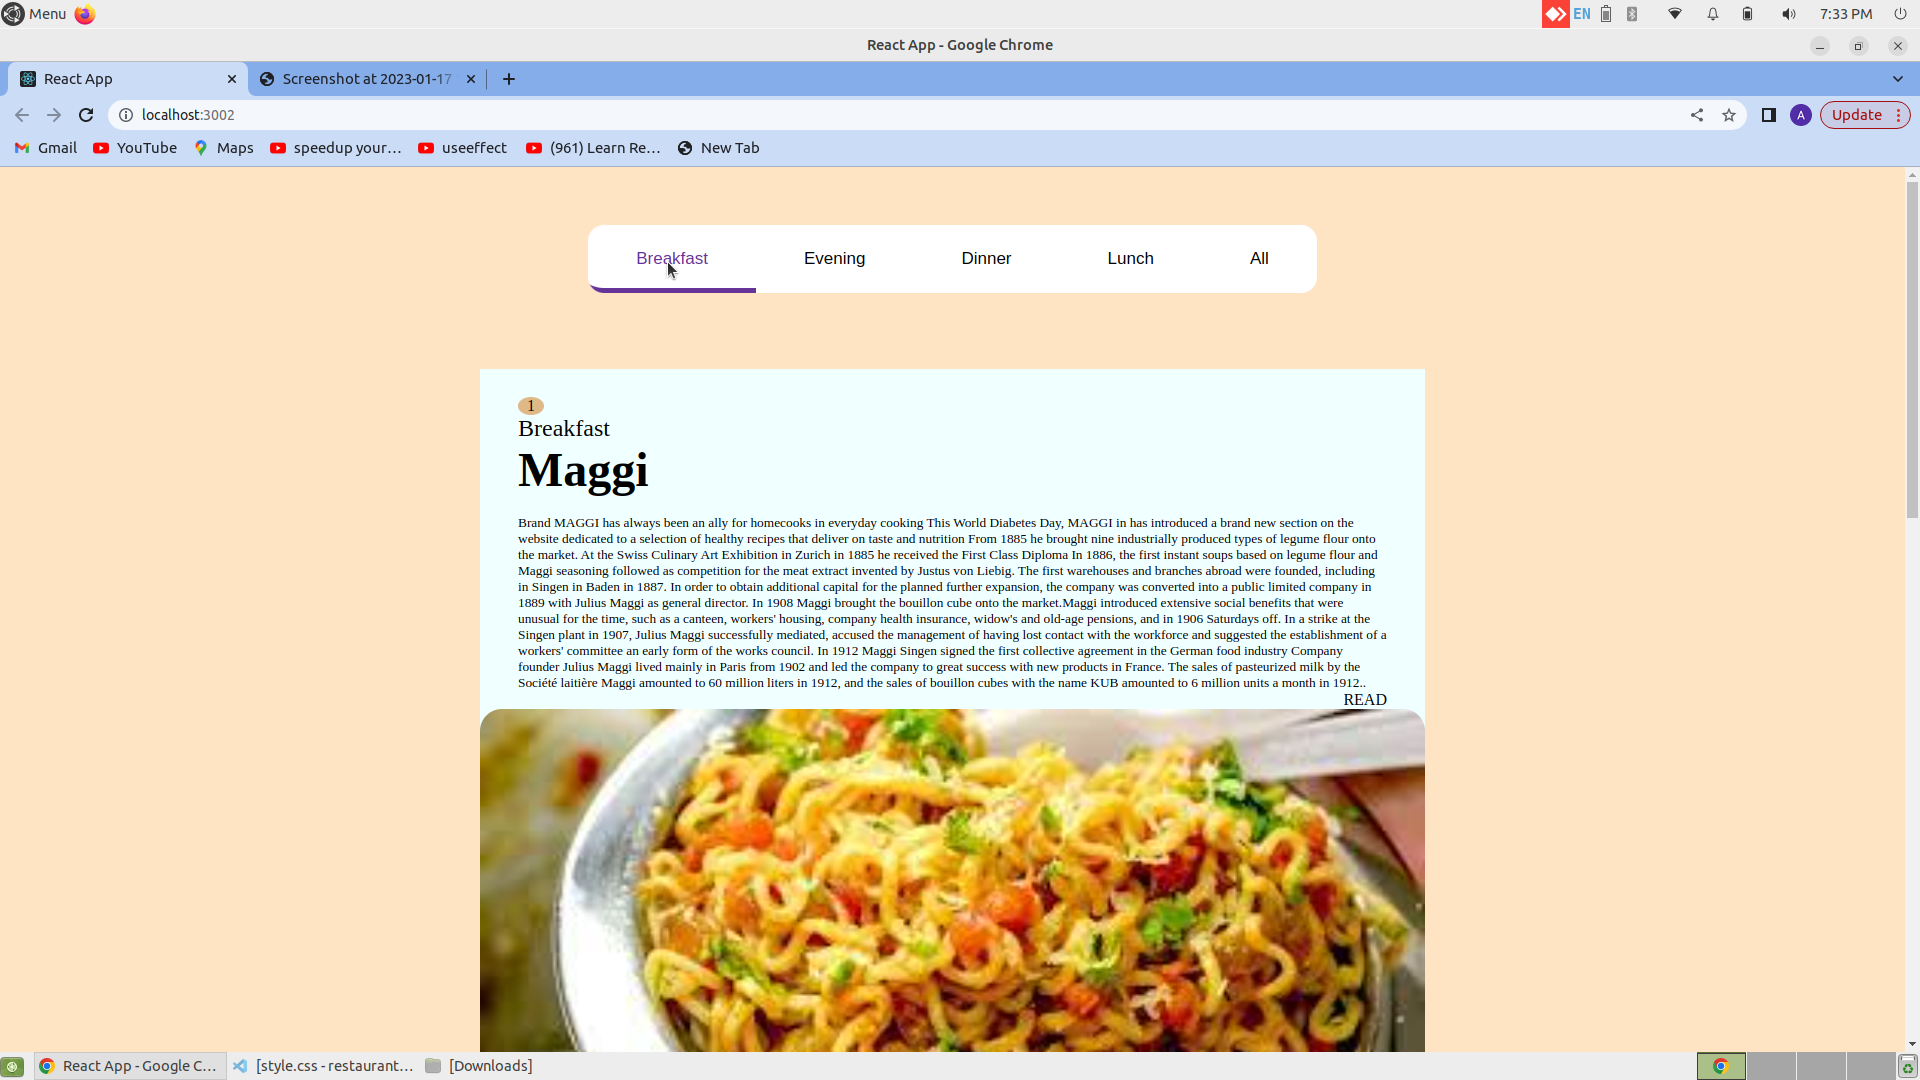 Menu
EN
7:33 PM
React App - Google Chrome
React App
Screenshot at 2023-01-17
localhost:3002
A
Update
Gmail
YouTube
Maps
speedup your...
useeffect
(961) Learn Re...
New Tab
Breakfast
Evening
Dinner
Lunch
All
1
Breakfast
Maggi
Brand MAGGI has always been an ally for homecooks in everyday cooking This World Diabetes Day, MAGGI in has introduced a brand new section on the
website dedicated to a selection of healthy recipes that deliver on taste and nutrition From 1885 he brought nine industrially produced types of legume flour onto
the market. At the Swiss Culinary Art Exhibition in Zurich in 1885 he received the First Class Diploma In 1886, the first instant soups based on legume flour and
Maggi seasoning followed as competition for the meat extract invented by Justus von Liebig. The first warehouses and branches abroad were founded, including
in Singen in Baden in 1887. In order to obtain additional capital for the planned further expansion, the company was converted into a public limited company in
1889 with Julius Maggi as general director. In 1908 Maggi brought the bouillon cube onto the market.Maggi introduced extensive social benefits that were
unusual for the time, such as a canteen, workers' housing, company health insurance, widow's and old-age pensions, and in 1906 Saturdays off. In a strike at the
Singen plant in 1907, Julius Maggi successfully mediated, accused the management of having lost contact with the workforce and suggested the establishment of a
workers' committee an early form of the works council. In 1912 Maggi Singen signed the first collective agreement in the German food industry Company
founder Julius Maggi lived mainly in Paris from 1902 and led the company to great success with new products in France. The sales of pasteurized milk by the
Société laitière Maggi amounted to 60 million liters in 1912, and the sales of bouillon cubes with the name KUB amounted to 6 million units a month in 1912..
READ
React App - Google C...
[style.css - restaurant...
[Downloads]